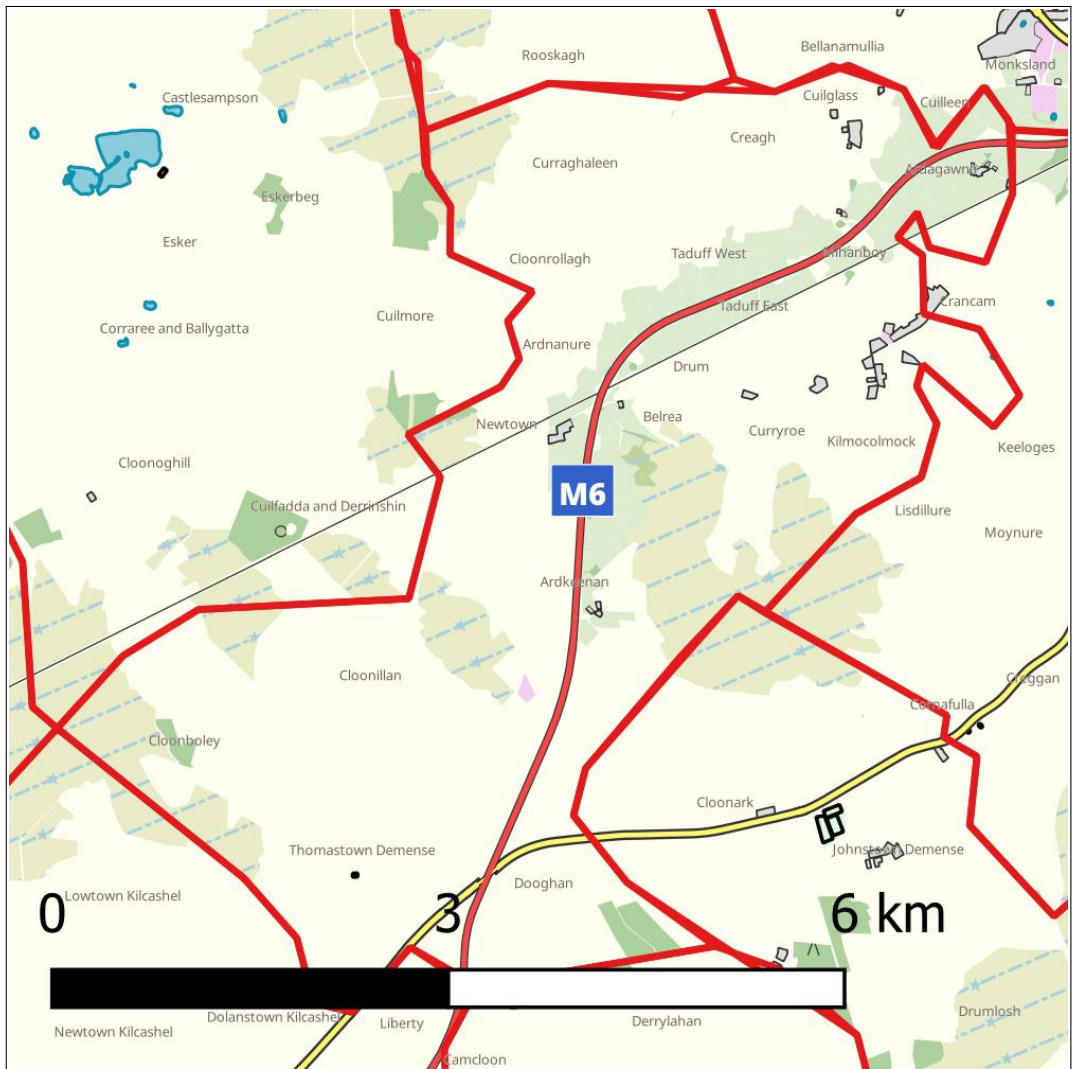 Rooskagh
Bellanamullia
Monksland
Castlesampson
Cuilglass
Cuilleen
Creagh
Curraghaleen
Ardagawna
Eskerbeg
Esker
Cloonrollagh
Taduff West
Mihanboy
Crancam
Taduff East
Cuilmore
Corraree and Ballygatta
Ardnanure
Drum
Belrea
Newtown
Curryroe
Kilmocolmock
Keeloges
Cloonoghill
M6
Cuilfadda and Derrinshin
Lisdillure
Moynure
Ardkeenan
Cloonillan
Creggan
Cornafulla
Cloonboley
Cloonark
Thomastown Demense
Johnstown Demense
Dooghan
Lowtown Kilcashel
0 3 6 km
Dolanstown Kilcashel
Liberty
Derrylahan
Drumlosh
Newtown Kilcashel
Camcloon